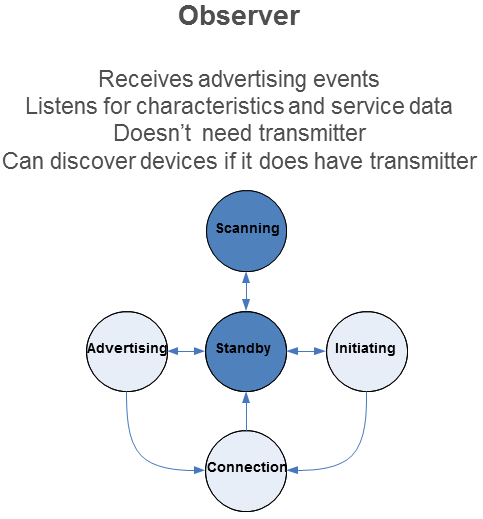 Observer
Receives advertising events
Listens for characteristics and service data
Doesn't need transmitter
Can discover devices if it does have transmitter
Scanning
Advertising
Standby
Initiating
Connection